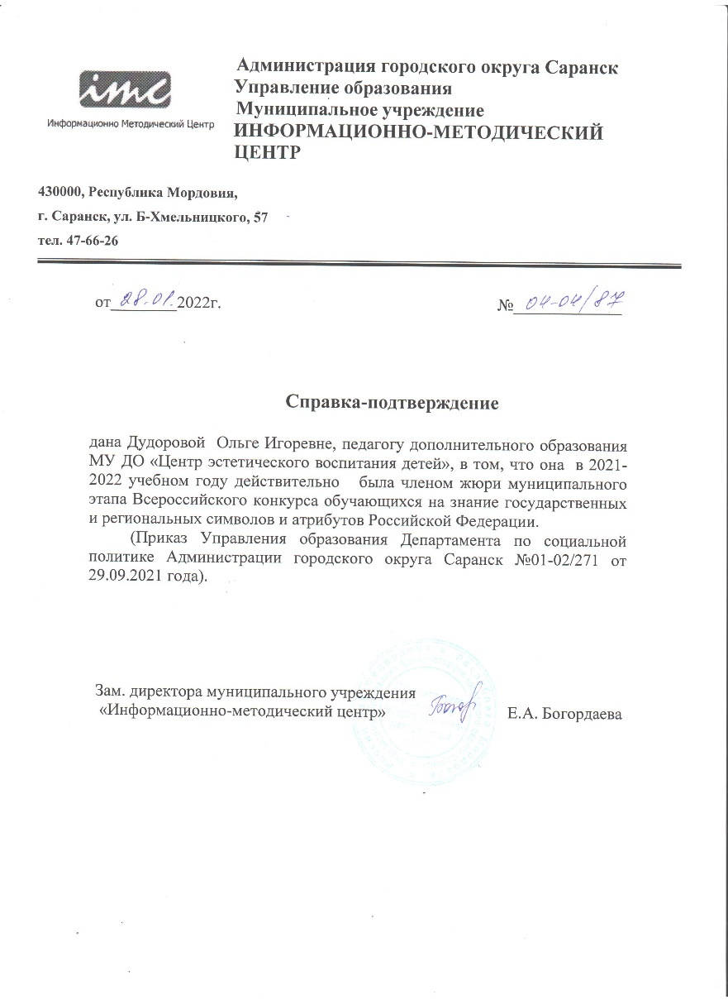 Администрация городского округа Саранск
Управление образования
Муниципальное учреждение
ИНФОРМАЦИОННО-МЕТОДИЧЕСКИЙ
ЦЕНТР
imc
Информационно Методический Центр
430000, Республика Мордовия,
г. Саранск, ул. Б-Хмельницкого, 57
тел. 47-66-26
от 28.01.2022г.
№ 04-04/87
Справка-подтверждение
дана Дудоровой Ольге Игоревне, педагогу дополнительного образования
МУ ДО «Центр эстетического воспитания детей», в том, что она в 2021-
2022 учебном году действительно была членом жюри муниципального
этапа Всероссийского конкурса обучающихся на знание государственных
и региональных символов и атрибутов Российской Федерации.
(Приказ Управления образования Департамента по социальной
политике Администрации городского округа Саранск №01-02/271 от
29.09.2021 года).
Зам. директора муниципального учреждения
«Информационно-методический центр»
Е.А. Богордаева